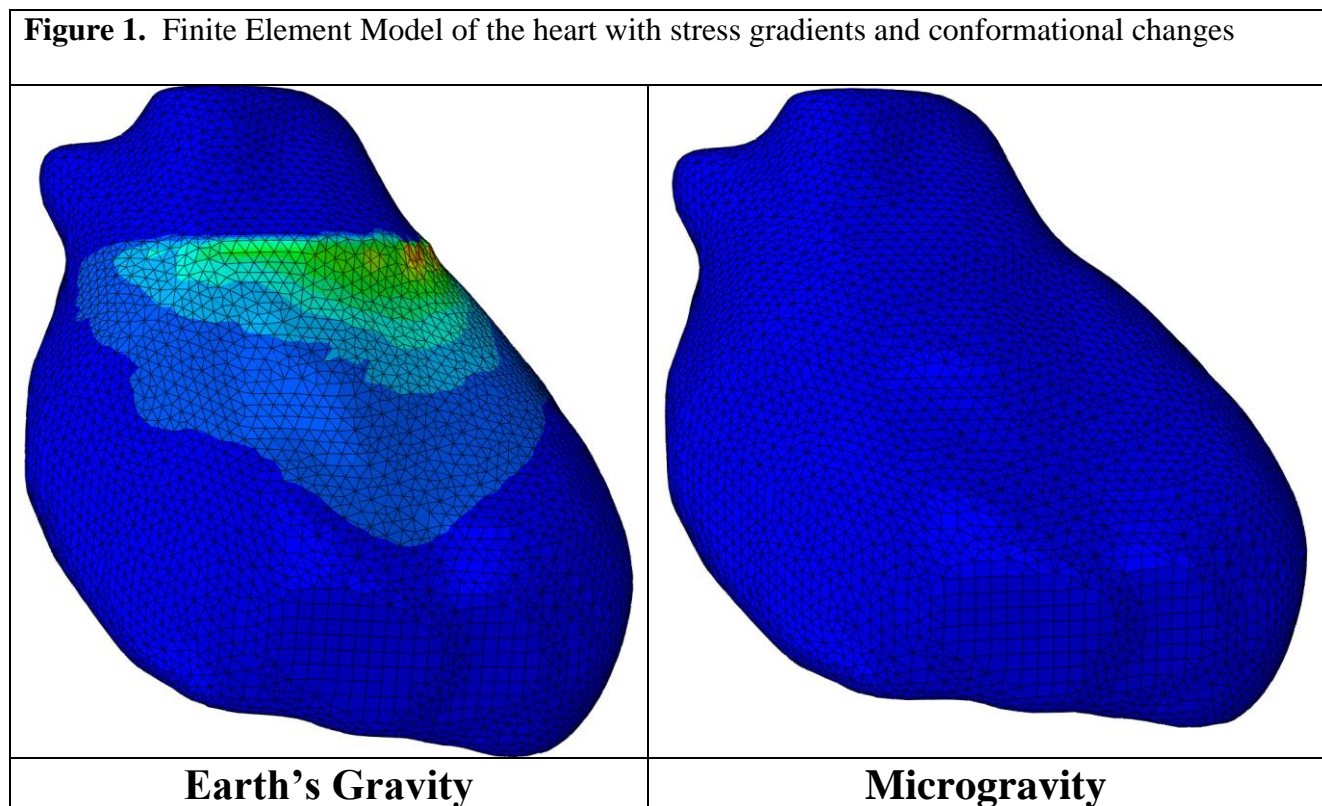 Figure 1.  Finite Element Model of the heart with stress gradients and conformational changes
Earth’s Gravity
Microgravity